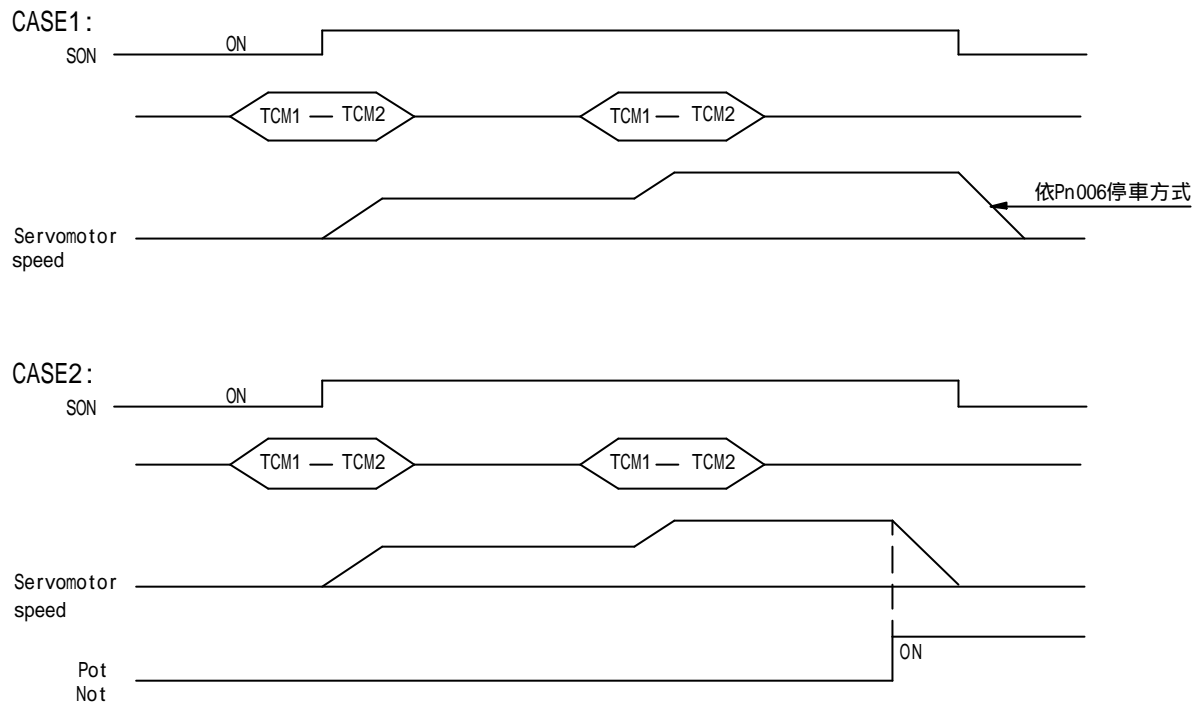 CASE1:
SON
ON
TCM1 — TCM2
TCM1 — TCM2
依Pn006停車方式
Servomotor
speed
CASE2:
SON
ON
TCM1 — TCM2
TCM1 — TCM2
Servomotor
speed
ON
Pot
Not